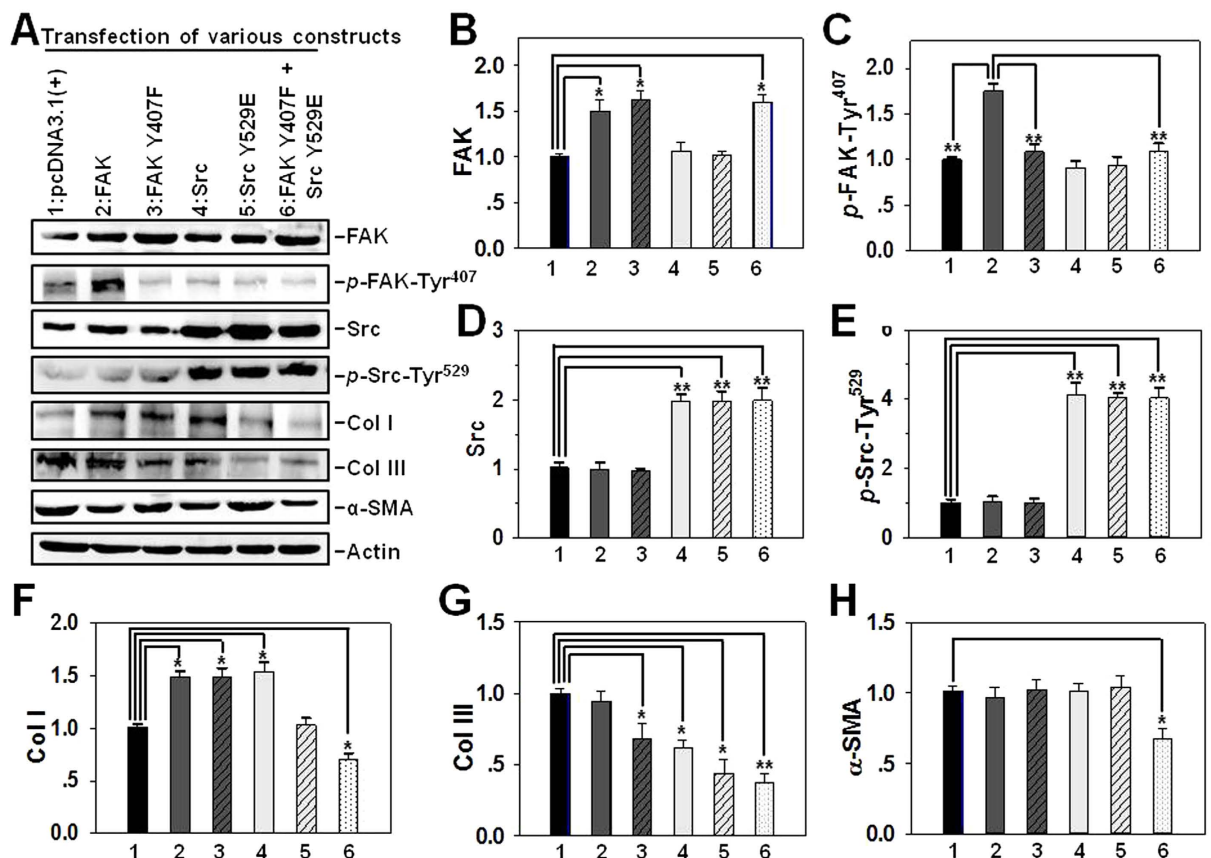 A
Transfection of various constructs
1:pcDNA3.1(+)
2:FAK
3:FAK Y407F
4:Src
5:Src Y529E
6:FAK Y407F +
Src Y529E
-FAK
-p-FAK-Tyr407
-Src
-p-Src-Tyr529
-Col I
-Col III
-α-SMA
-Actin
B
FAK
2.0
1.5
1.0
.5
0.0
* * *
1 2 3 4 5 6
C
p-FAK-Tyr407
2.0
1.5
1.0
.5
0.0
** ** **
1 2 3 4 5 6
D
Src
3
2
1
0
** ** **
1 2 3 4 5 6
E
p-Src-Tyr529
6
4
2
0
** ** **
1 2 3 4 5 6
F
Col I
2.0
1.5
1.0
.5
0.0
* * * *
1 2 3 4 5 6
G
Col III
1.5
1.0
.5
0.0
* * * **
1 2 3 4 5 6
H
α-SMA
1.5
1.0
.5
0.0
*
1 2 3 4 5 6